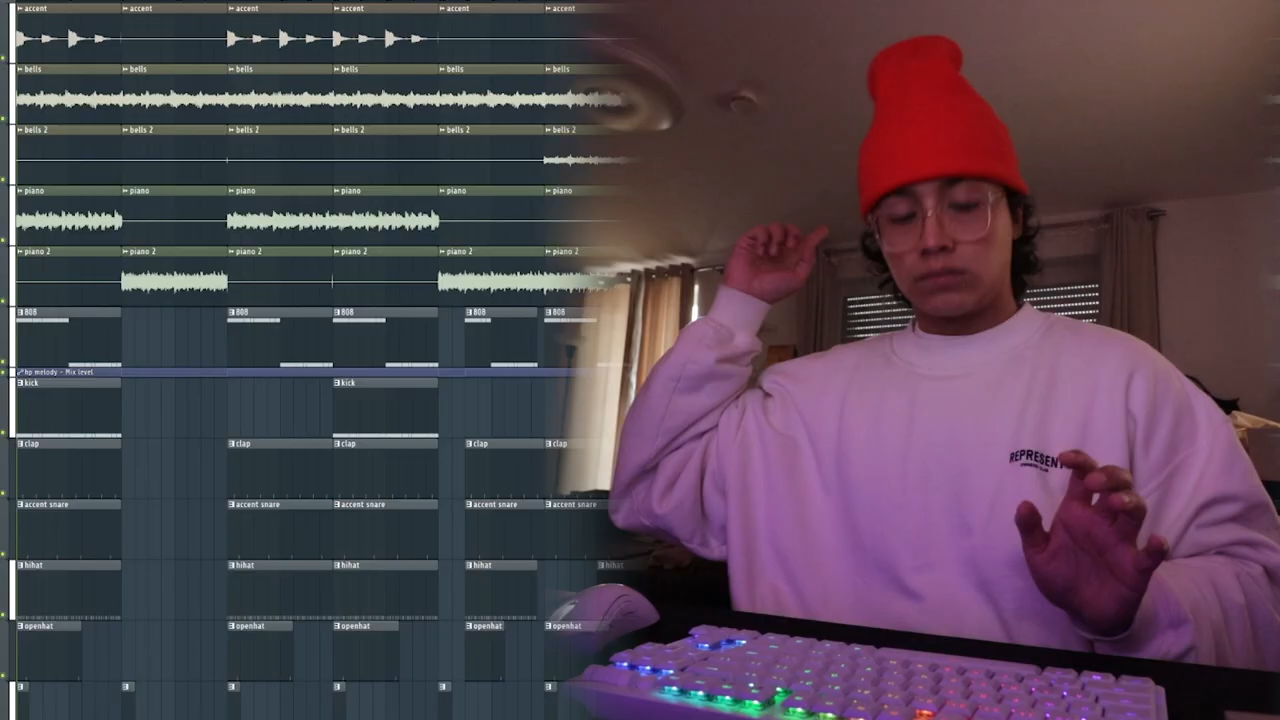 accent accent accent accent accent accent
bells bells bells bells bells bells
bells 2 bells 2 bells 2 bells 2 bells 2 bells 2
piano piano piano piano piano piano
piano 2 piano 2 piano 2 piano 2 piano 2 piano 2
808 808 808 808 808
hp melody - Mix level
kick kick
clap clap clap clap clap
accent snare accent snare accent snare accent snare accent snare
hihat hihat hihat hihat hihat
openhat openhat openhat openhat openhat
REPRESENT